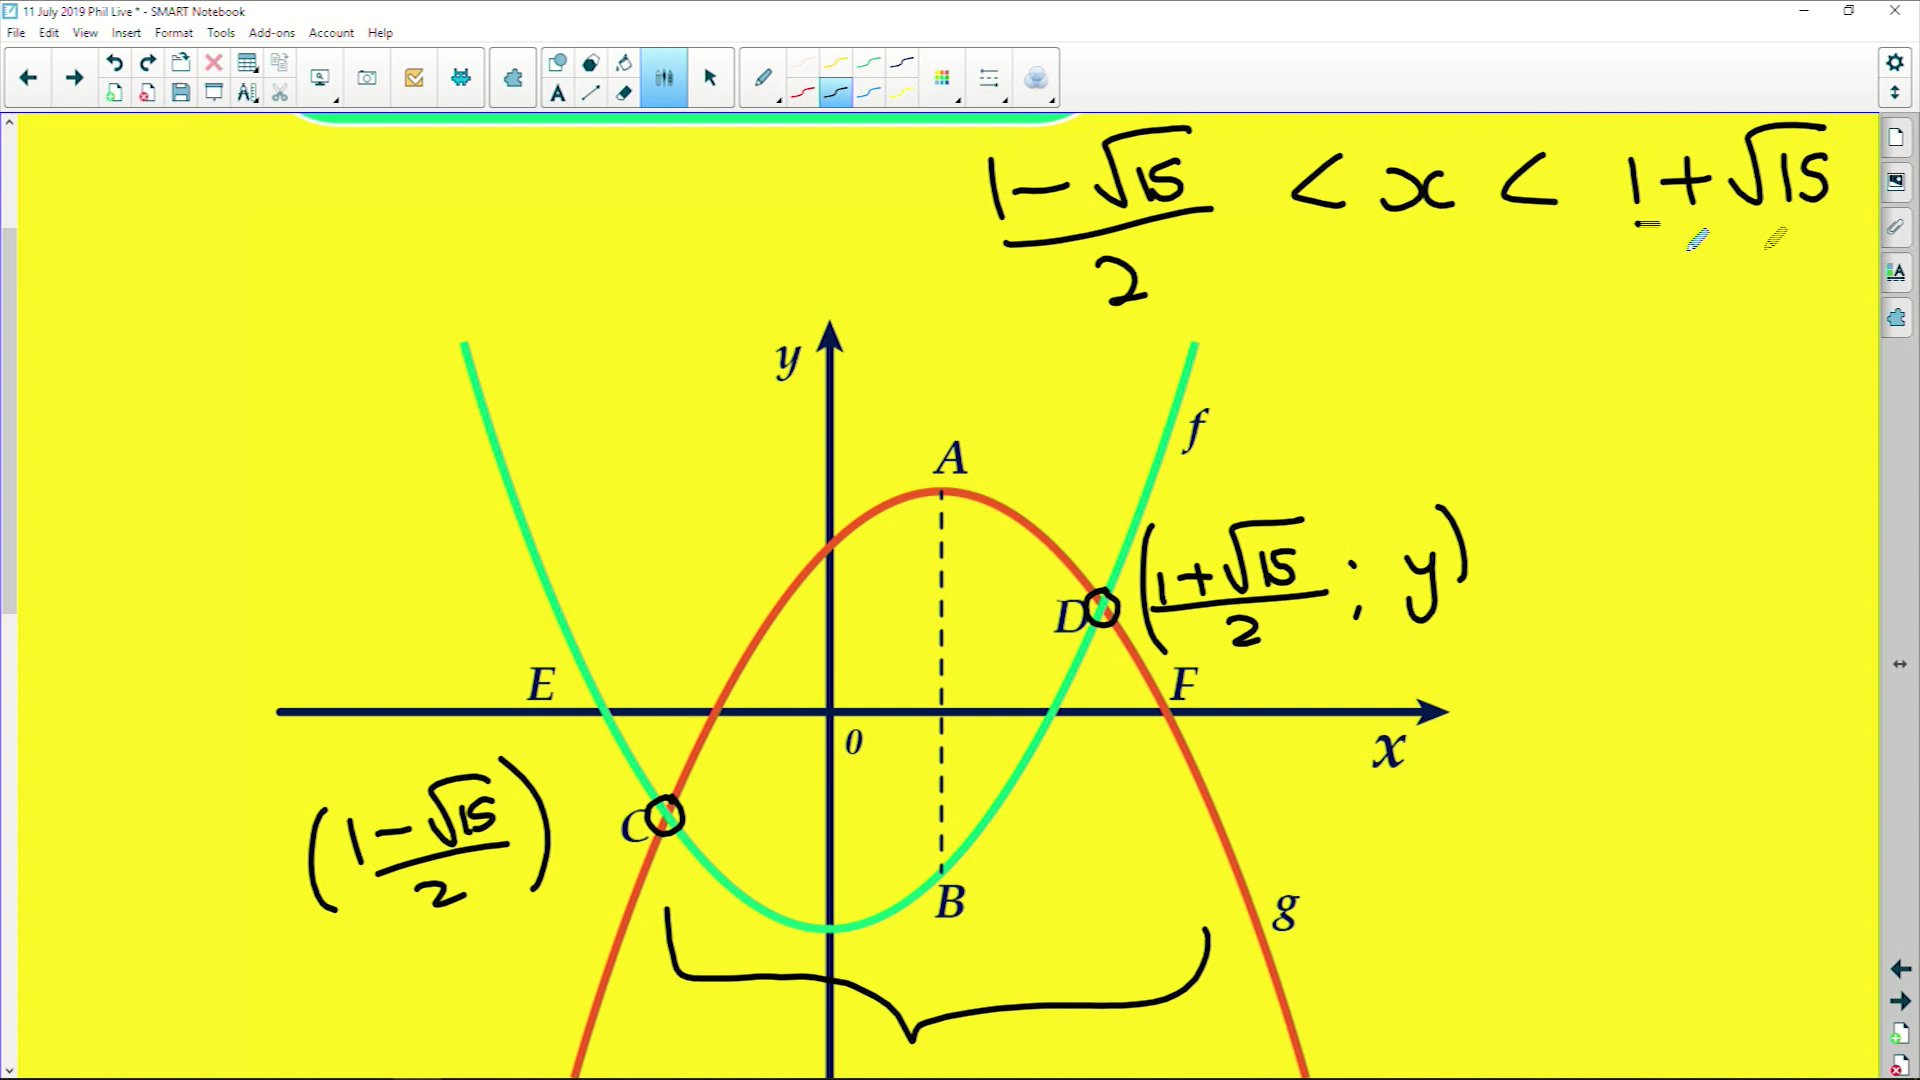 11 July 2019 Phil Live * - SMART Notebook
File Edit View Insert Format Tools Add-ons Account Help
A
A
1-√15 < x < 1+√15
2
y
f
A
(1+√15 ; y)
2
D
E
F
0
x
(1-√15)
2
C
B
g